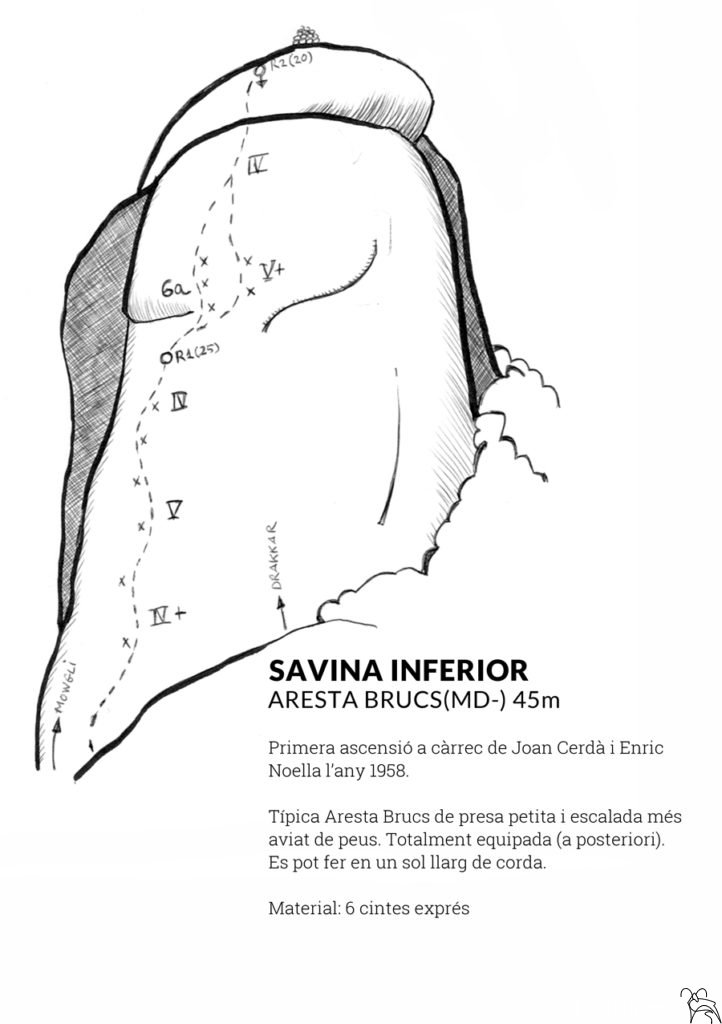 R2(20)
IV
V+
6a
R1(25)
IV
V
DRAKKAR
IV+
MOWGLI
SAVINA INFERIOR
ARESTA BRUCS(MD-) 45m
Primera ascensió a càrrec de Joan Cerdà i Enric
Noella l’any 1958.
Típica Aresta Brucs de presa petita i escalada més
aviat de peus. Totalment equipada (a posteriori).
Es pot fer en un sol llarg de corda.
Material: 6 cintes exprés